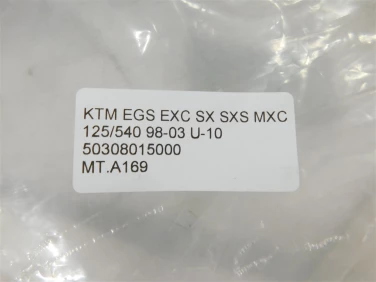 KTM EGS EXC SX SXS MXC
125/540 98-03 U-10
50308015000
MT.A169